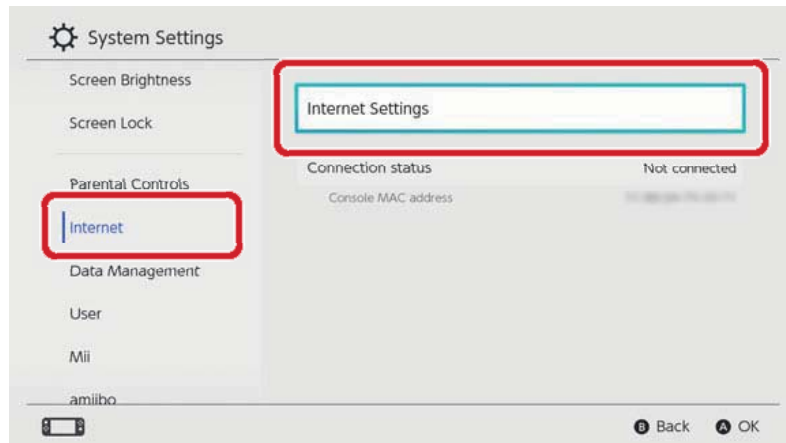 System Settings
Screen Brightness
Screen Lock
Parental Controls
Internet
Data Management
User
Mii
amiibo
Internet Settings
Connection status Not connected
Console MAC address
B Back A OK